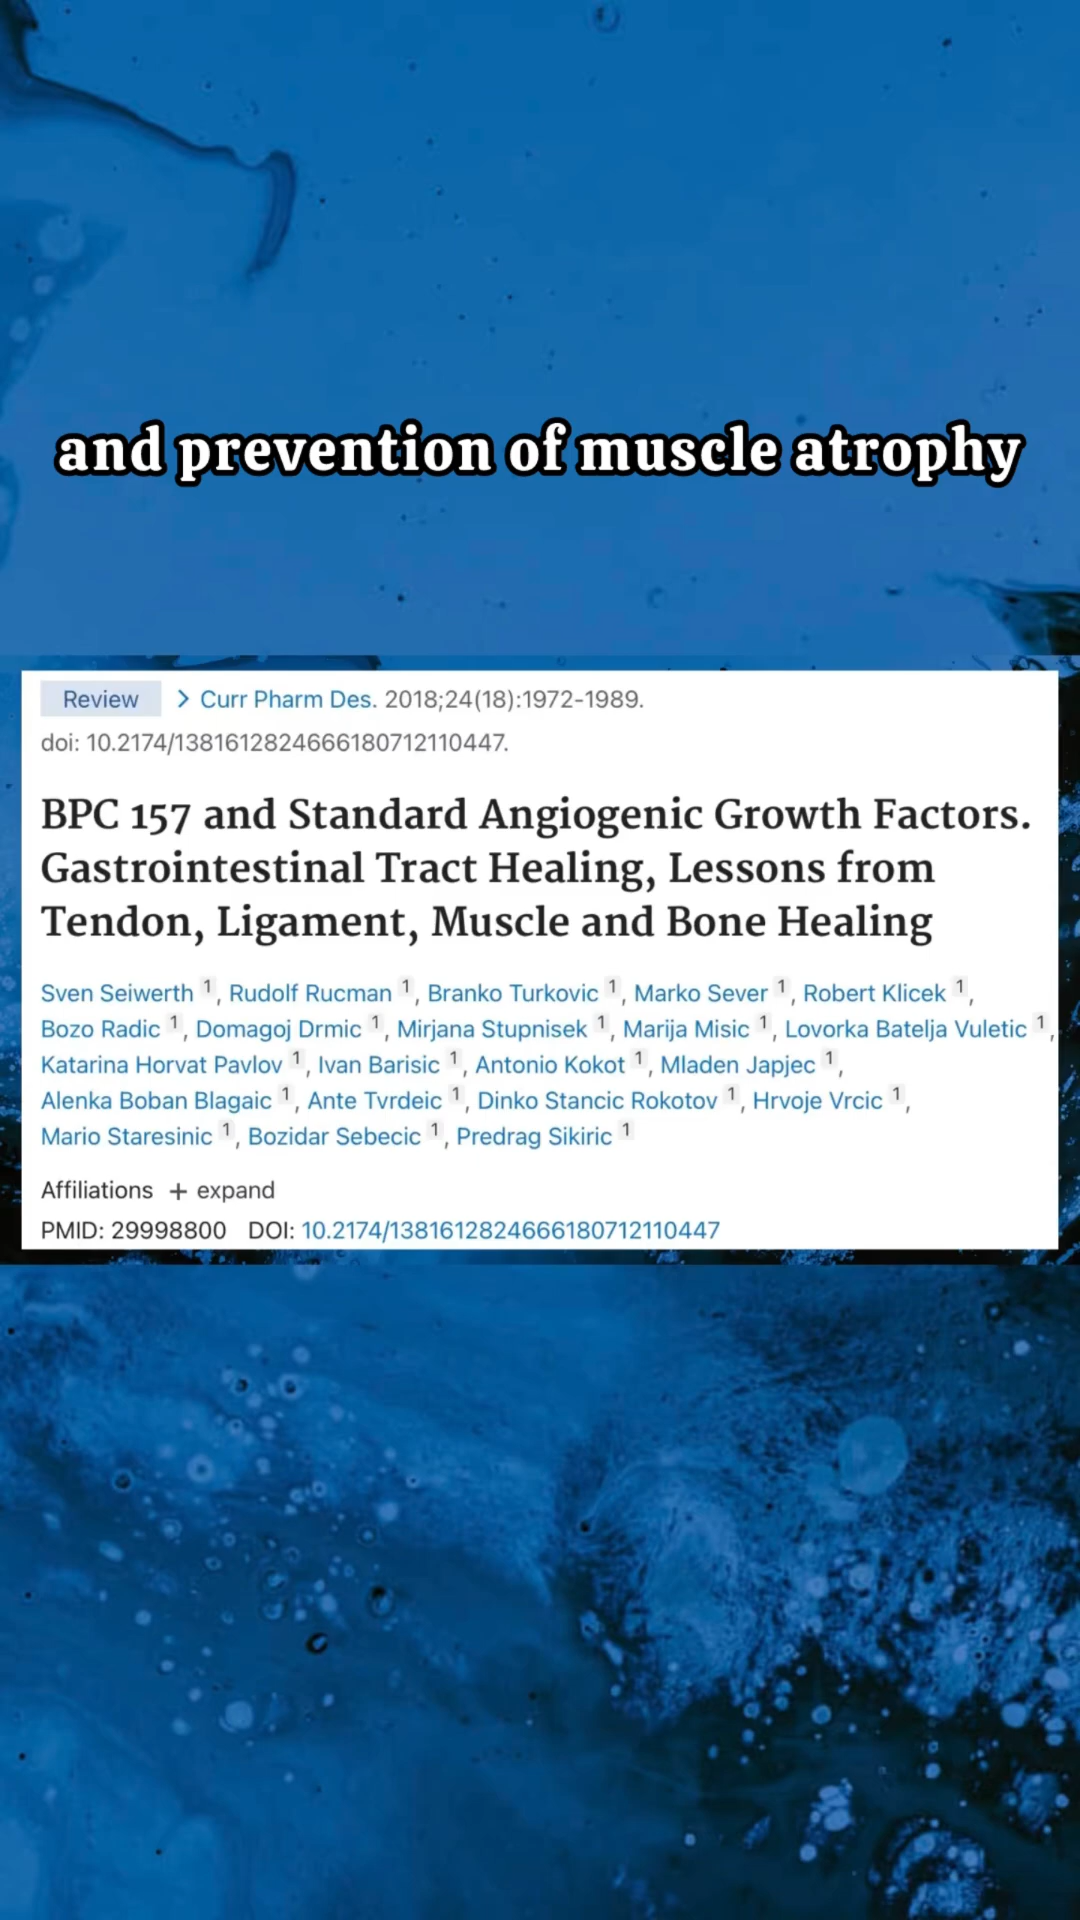 and prevention of muscle atrophy
Review > Curr Pharm Des. 2018;24(18):1972-1989.
doi: 10.2174/1381612824666180712110447.
BPC 157 and Standard Angiogenic Growth Factors.
Gastrointestinal Tract Healing, Lessons from
Tendon, Ligament, Muscle and Bone Healing
Sven Seiwerth 1, Rudolf Rucman 1, Branko Turkovic 1, Marko Sever 1, Robert Klicek 1,
Bozo Radic 1, Domagoj Drmic 1, Mirjana Stupnisek 1, Marija Misic 1, Lovorka Batelja Vuletic 1,
Katarina Horvat Pavlov 1, Ivan Barisic 1, Antonio Kokot 1, Mladen Japjec 1,
Alenka Boban Blagaic 1, Ante Tvrdeic 1, Dinko Stancic Rokotov 1, Hrvoje Vrcic 1,
Mario Staresinic 1, Bozidar Sebecic 1, Predrag Sikiric 1
Affiliations + expand
PMID: 29998800 DOI: 10.2174/1381612824666180712110447